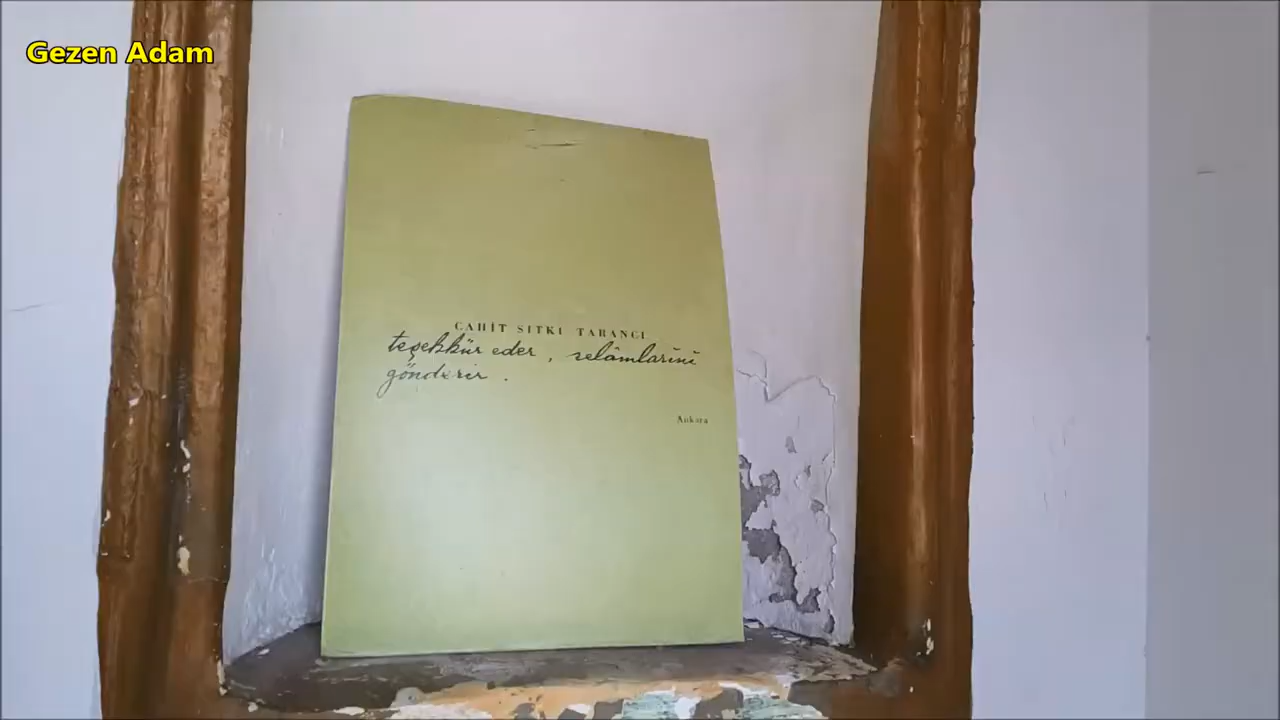 Gezen Adam
CAHİT SITKI TARANCI
teşekkür eder, selâmlarını
gönderir.
Ankara